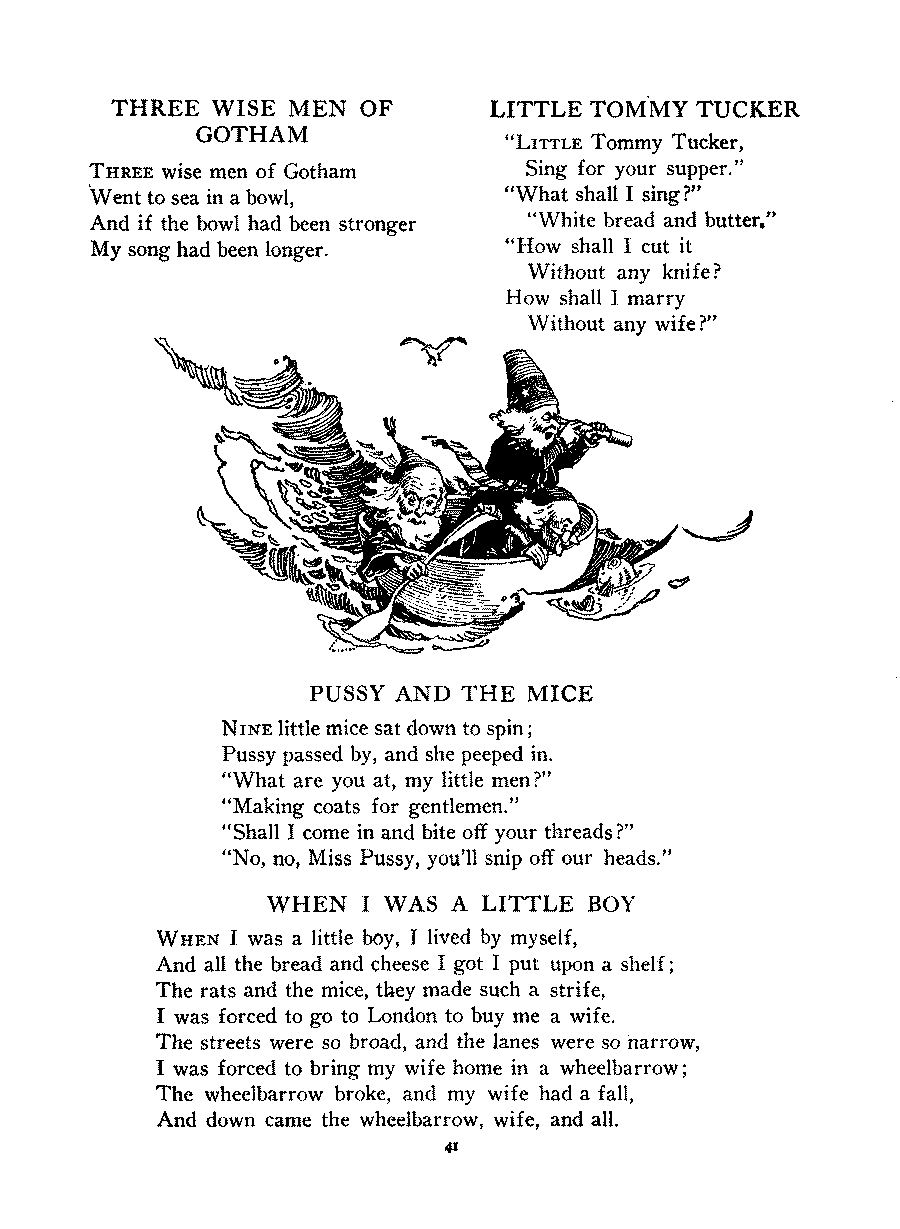 THREE WISE MEN OF
GOTHAM
THREE wise men of Gotham
Went to sea in a bowl,
And if the bowl had been stronger
My song had been longer.
LITTLE TOMMY TUCKER
“LITTLE Tommy Tucker,
Sing for your supper.”
“What shall I sing?”
“White bread and butter.”
“How shall I cut it
Without any knife?
How shall I marry
Without any wife?”
PUSSY AND THE MICE
NINE little mice sat down to spin;
Pussy passed by, and she peeped in.
“What are you at, my little men?”
“Making coats for gentlemen.”
“Shall I come in and bite off your threads?”
“No, no, Miss Pussy, you’ll snip off our heads.”
WHEN I WAS A LITTLE BOY
WHEN I was a little boy, I lived by myself,
And all the bread and cheese I got I put upon a shelf;
The rats and the mice, they made such a strife,
I was forced to go to London to buy me a wife.
The streets were so broad, and the lanes were so narrow,
I was forced to bring my wife home in a wheelbarrow;
The wheelbarrow broke, and my wife had a fall,
And down came the wheelbarrow, wife, and all.
41